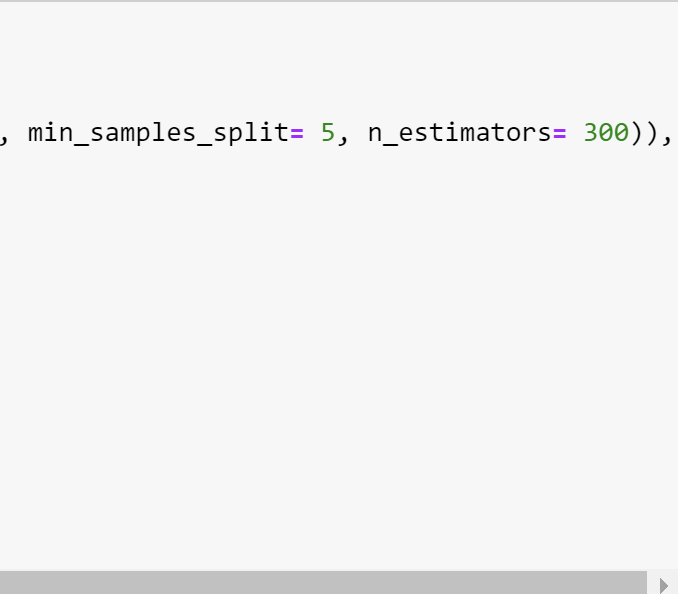 , min_samples_split= 5, n_estimators= 300)),